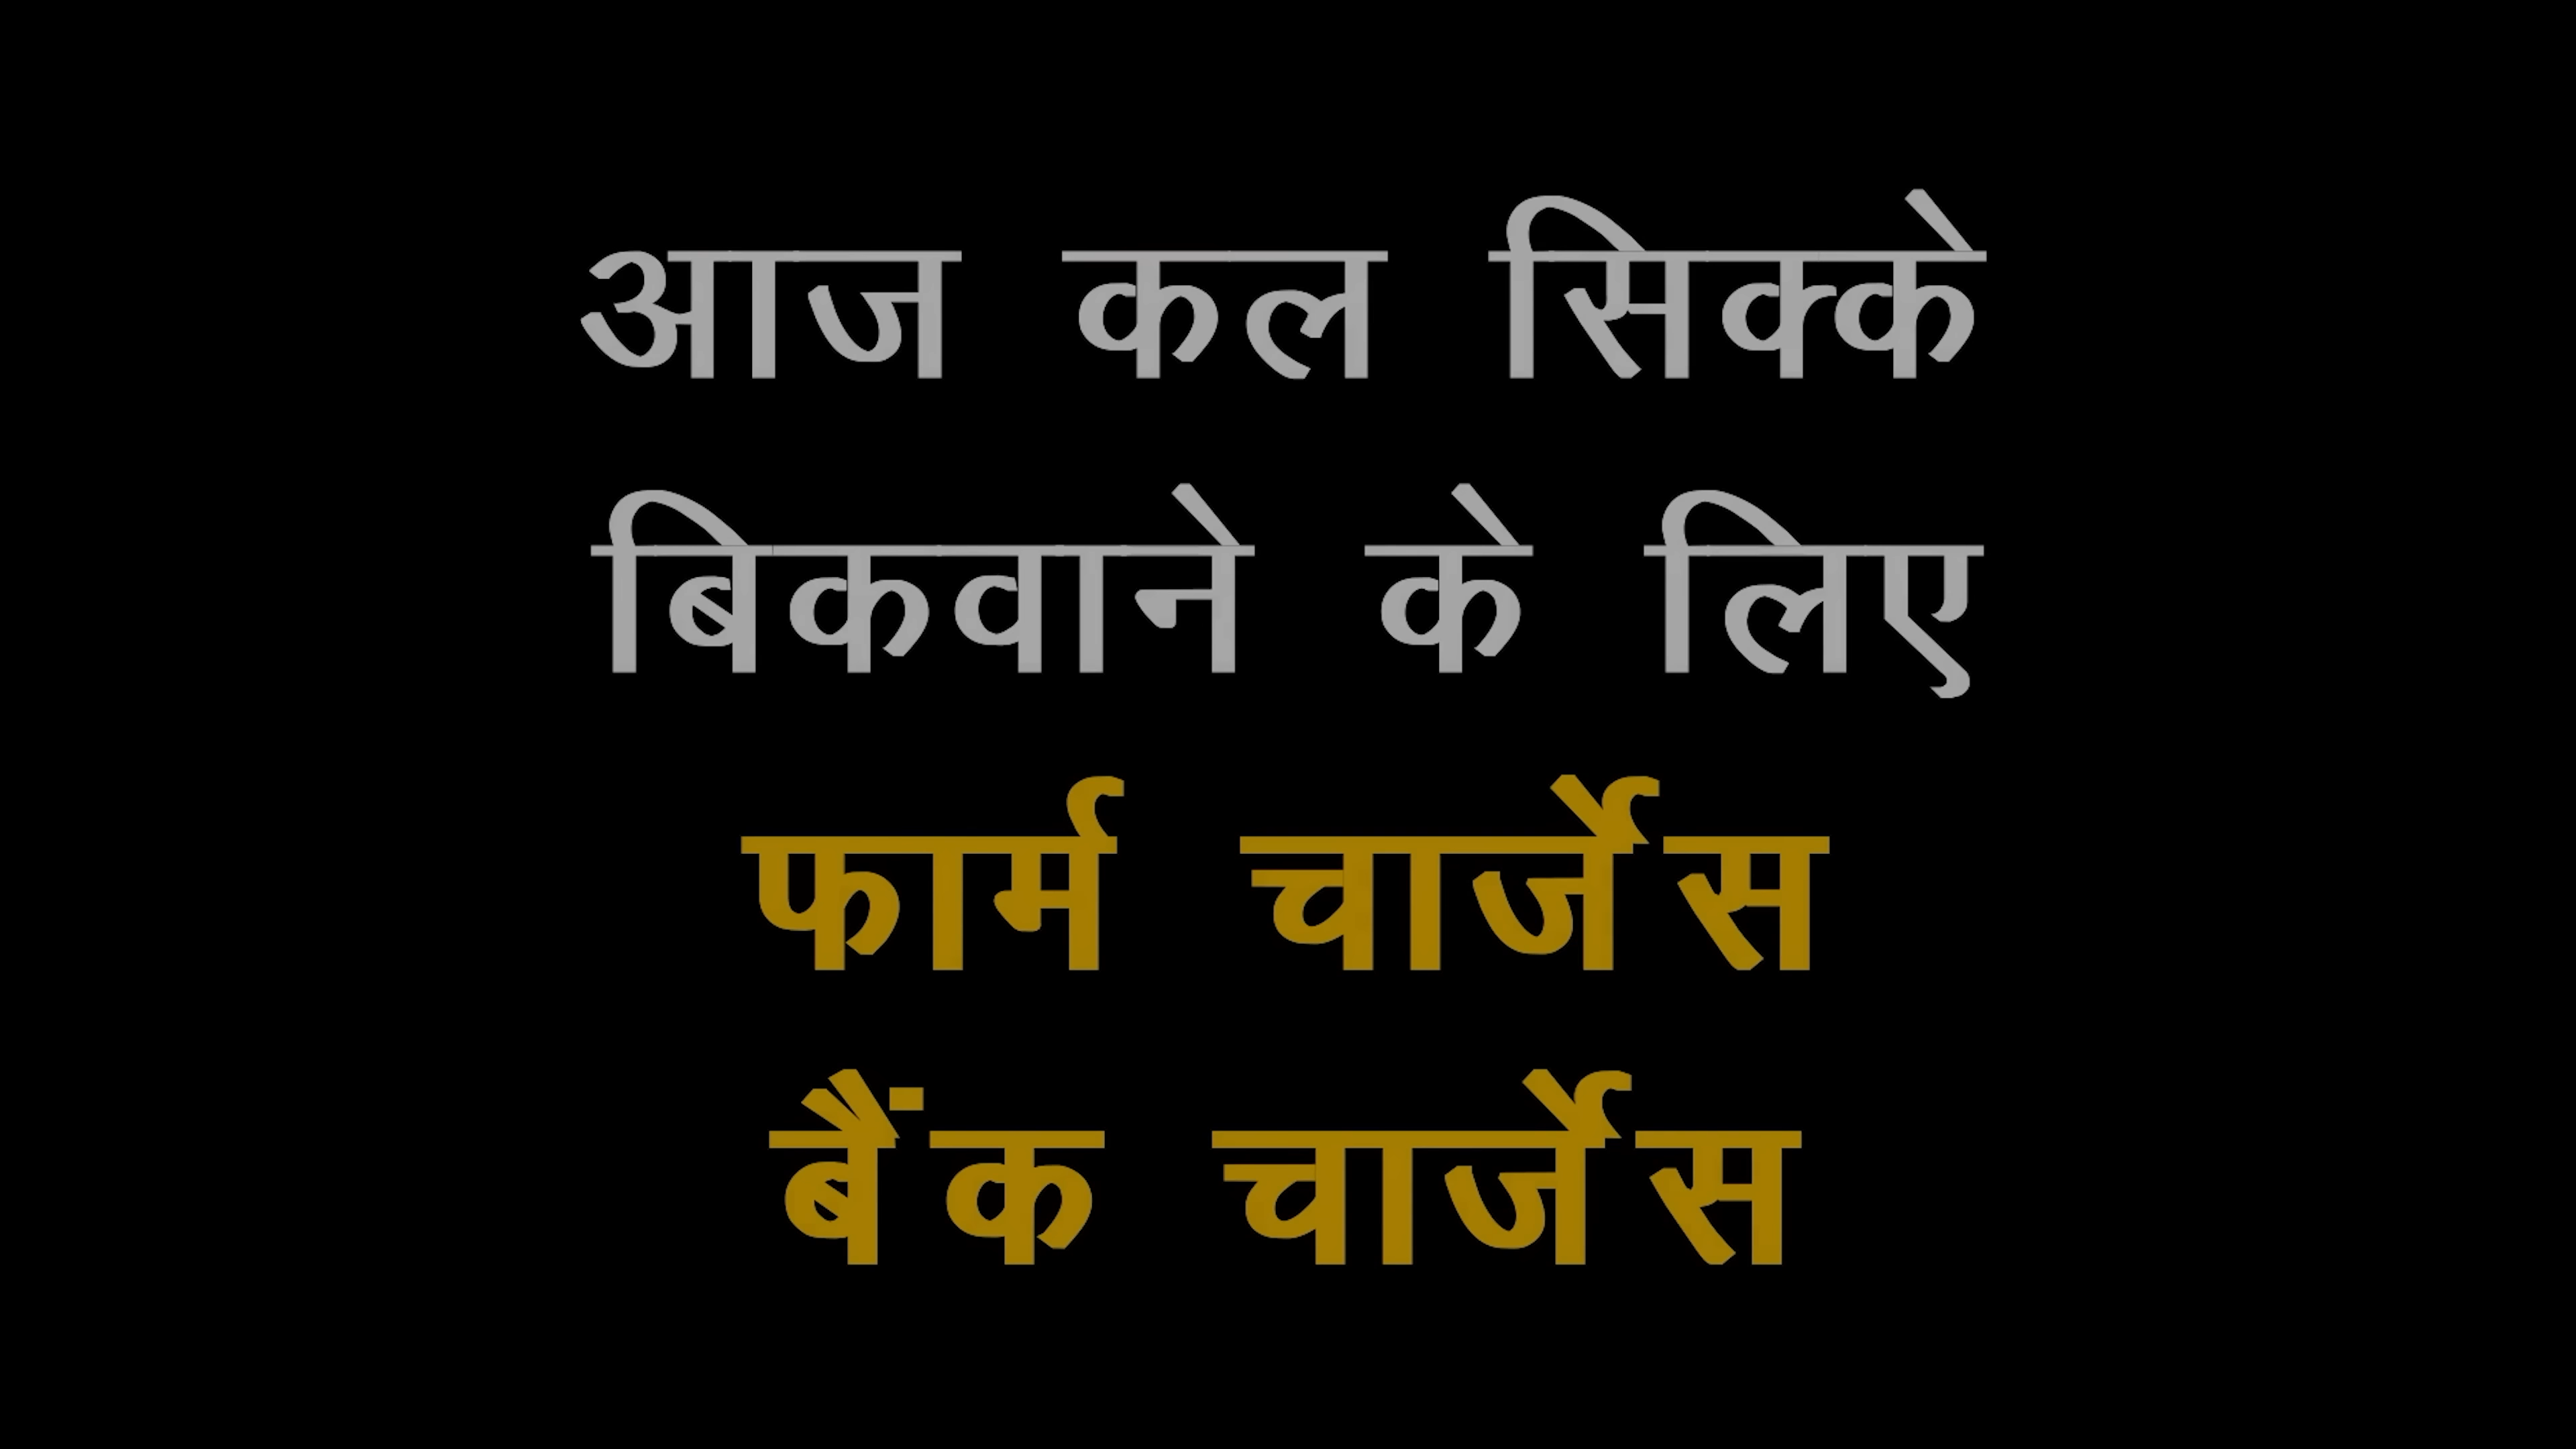 आज कल सिक्के
बिकवाने के लिए
फार्म चार्जेस
बैंक चार्जेस